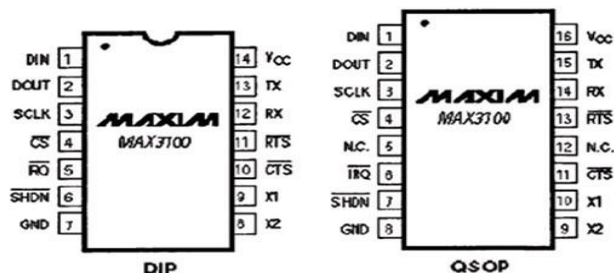 DIN 1 14 VCC
DOUT 2 13 TX
SCLK 3 12 RX
CS 4 11 RTS
IRQ 5 10 CTS
SHDN 6 9 X1
GND 7 8 X2
MAXIM
MAX3100
DIP
DIN 1 16 VCC
DOUT 2 15 TX
SCLK 3 14 RX
CS 4 13 RTS
N.C. 5 12 N.C.
IRQ 6 11 CTS
SHDN 7 10 X1
GND 8 9 X2
MAXIM
MAX3100
QSOP